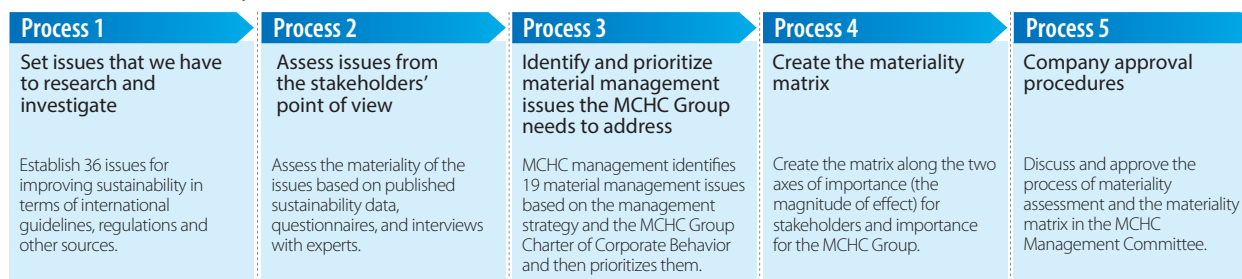 Process 1
Set issues that we have
to research and
investigate
Establish 36 issues for
improving sustainability in
terms of international
guidelines, regulations and
other sources.
Process 2
Assess issues from
the stakeholders'
point of view
Assess the materiality of the
issues based on published
sustainability data,
questionnaires, and interviews
with experts.
Process 3
Identify and prioritize
material management
issues the MCHC Group
needs to address
MCHC management identifies
19 material management issues
based on the management
strategy and the MCHC Group
Charter of Corporate Behavior
and then prioritizes them.
Process 4
Create the materiality
matrix
Create the matrix along the two
axes of importance (the
magnitude of effect) for
stakeholders and importance
for the MCHC Group.
Process 5
Company approval
procedures
Discuss and approve the
process of materiality
assessment and the materiality
matrix in the MCHC
Management Committee.